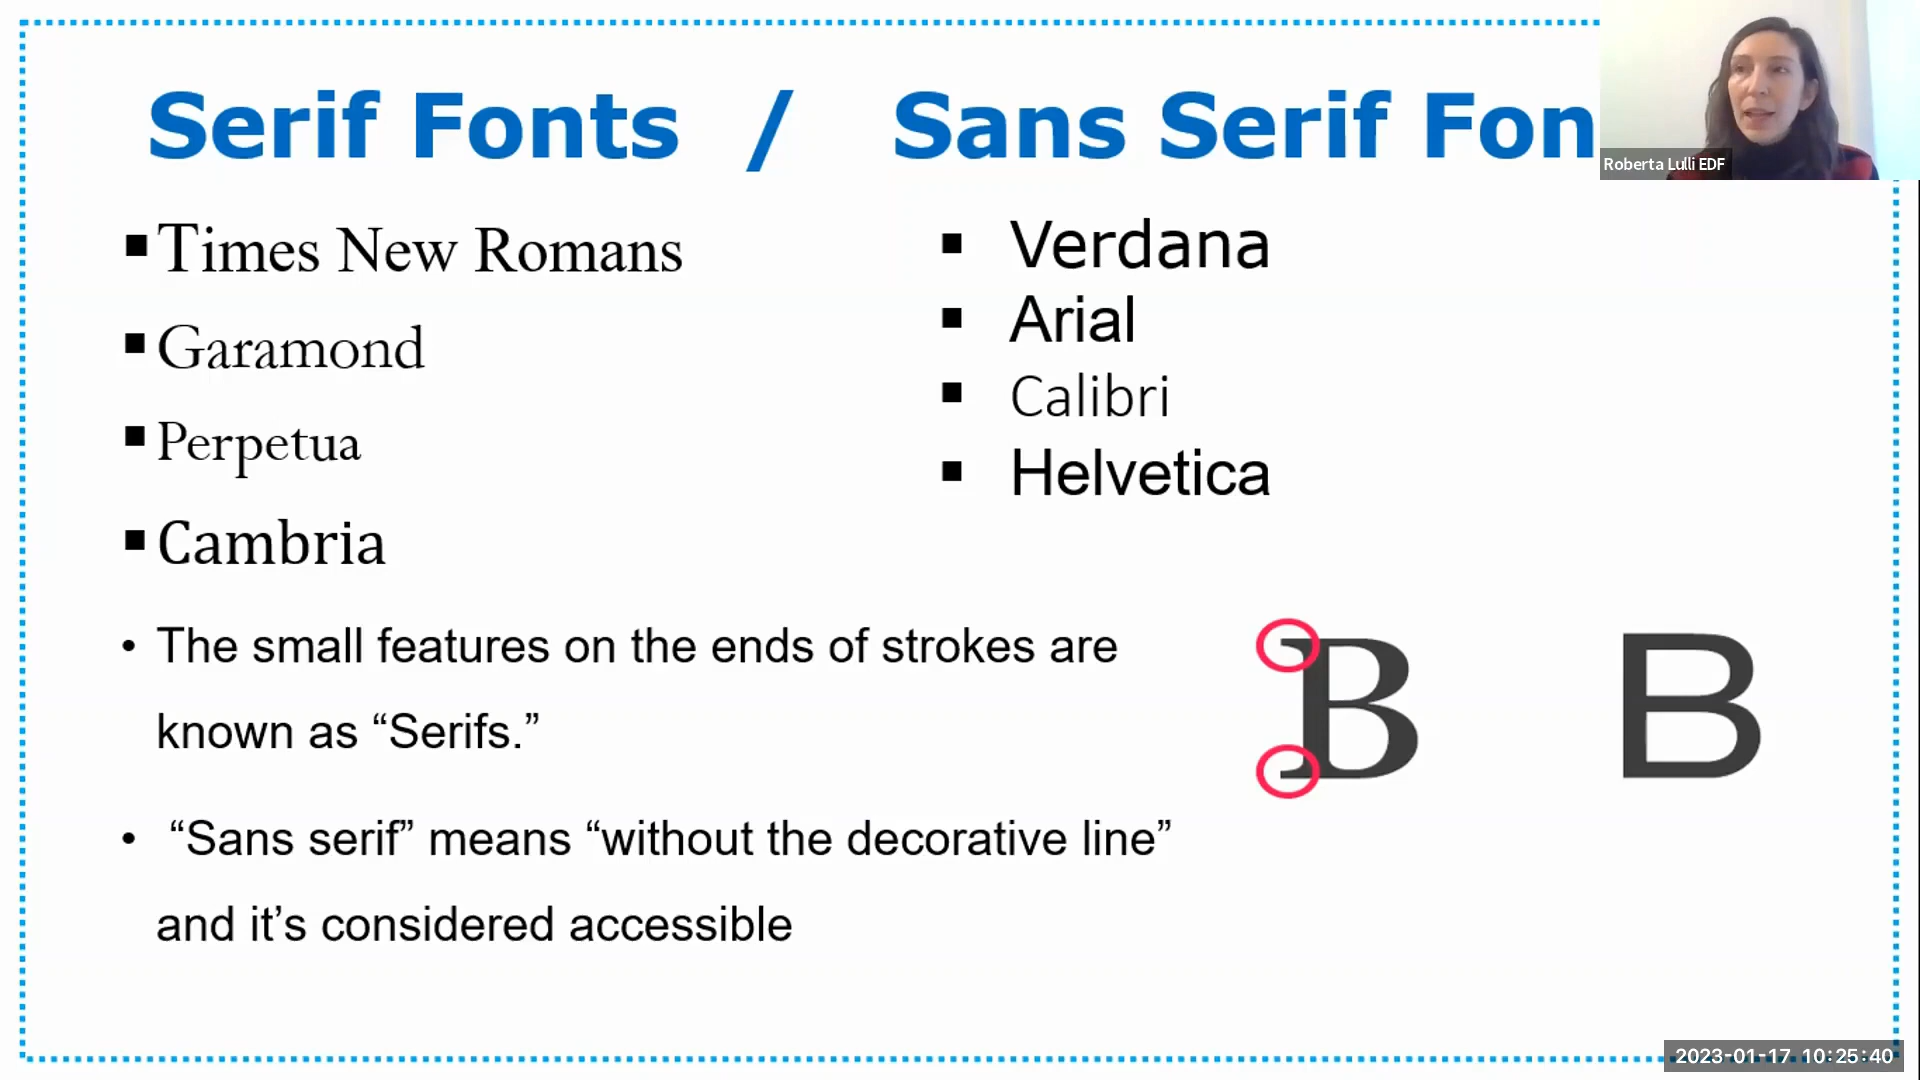 Serif Fonts / Sans Serif Fon
Roberta Lulli EDF
Times New Romans
Garamond
Perpetua
Cambria
Verdana
Arial
Calibri
Helvetica
• The small features on the ends of strokes are
known as “Serifs.”
• “Sans serif” means “without the decorative line”
and it’s considered accessible
B
B
2023-01-17 10:25:40